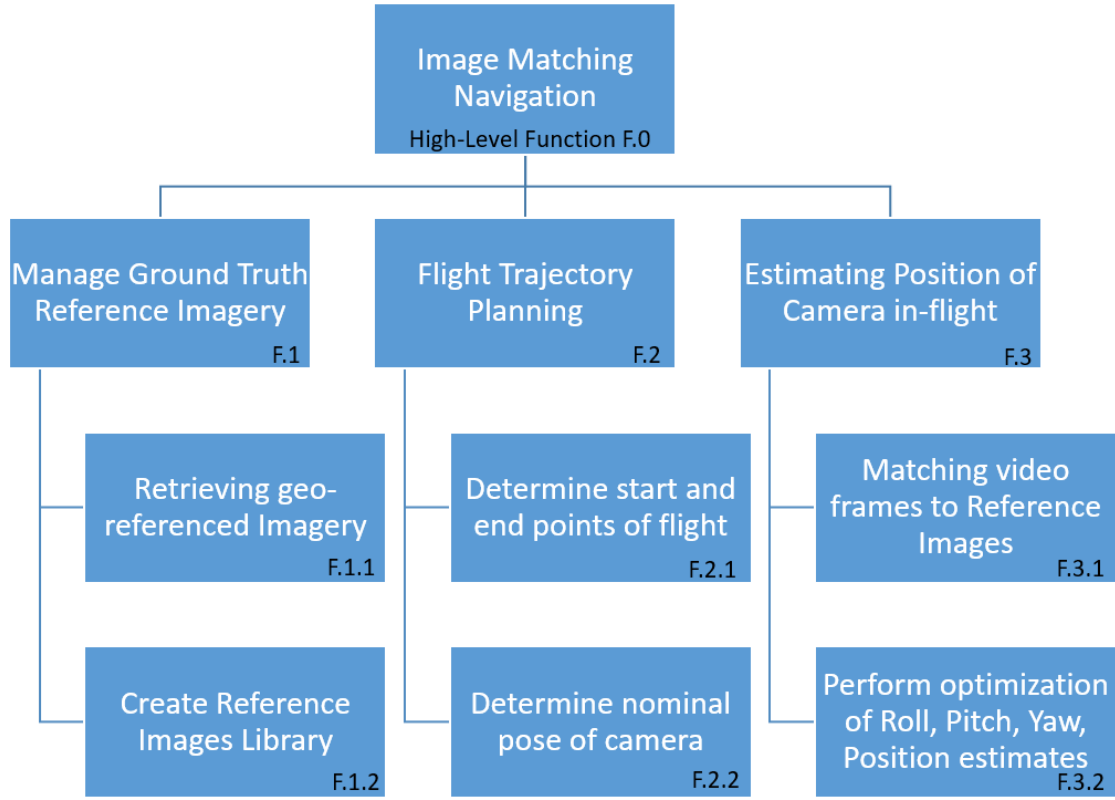 Image Matching
Navigation
High-Level Function F.0
Manage Ground Truth
Reference Imagery
F.1
Flight Trajectory
Planning
F.2
Estimating Position of
Camera in-flight
F.3
Retrieving geo-
referenced Imagery
F.1.1
Determine start and
end points of flight
F.2.1
Matching video
frames to Reference
Images
F.3.1
Create Reference
Images Library
F.1.2
Determine nominal
pose of camera
F.2.2
Perform optimization
of Roll, Pitch, Yaw,
Position estimates
F.3.2